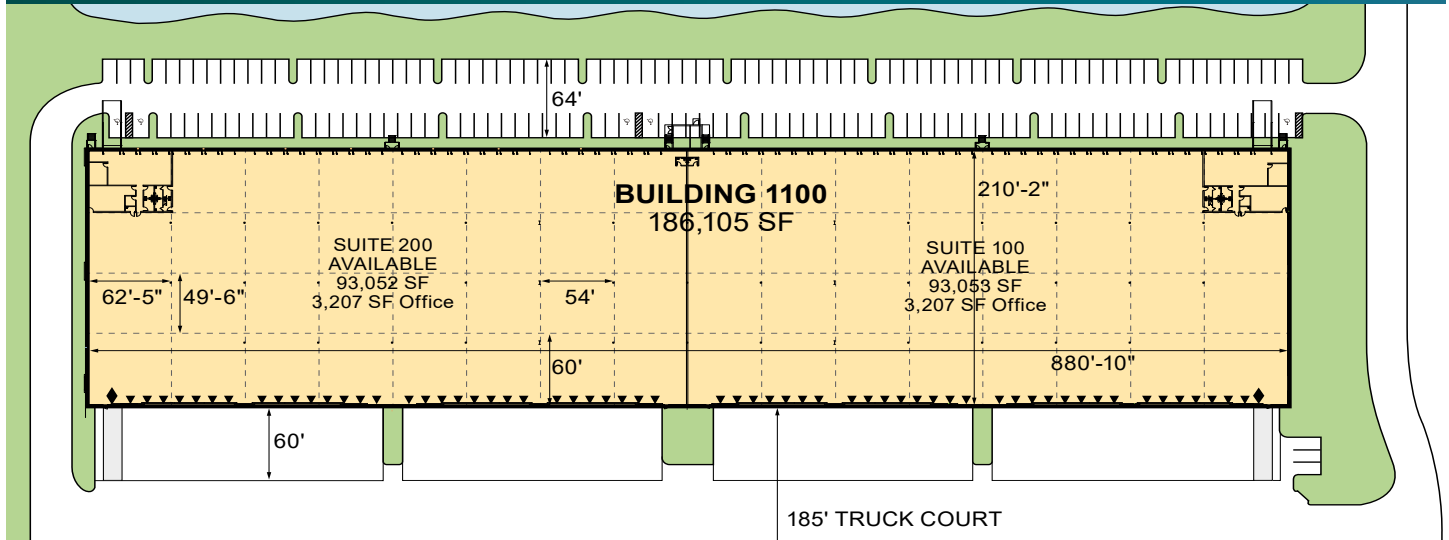 64'
BUILDING 1100
186,105 SF
210'-2"
SUITE 200
AVAILABLE
93,052 SF
3,207 SF Office
SUITE 100
AVAILABLE
93,053 SF
3,207 SF Office
62'-5"
49'-6"
54'
60'
880'-10"
60'
185' TRUCK COURT